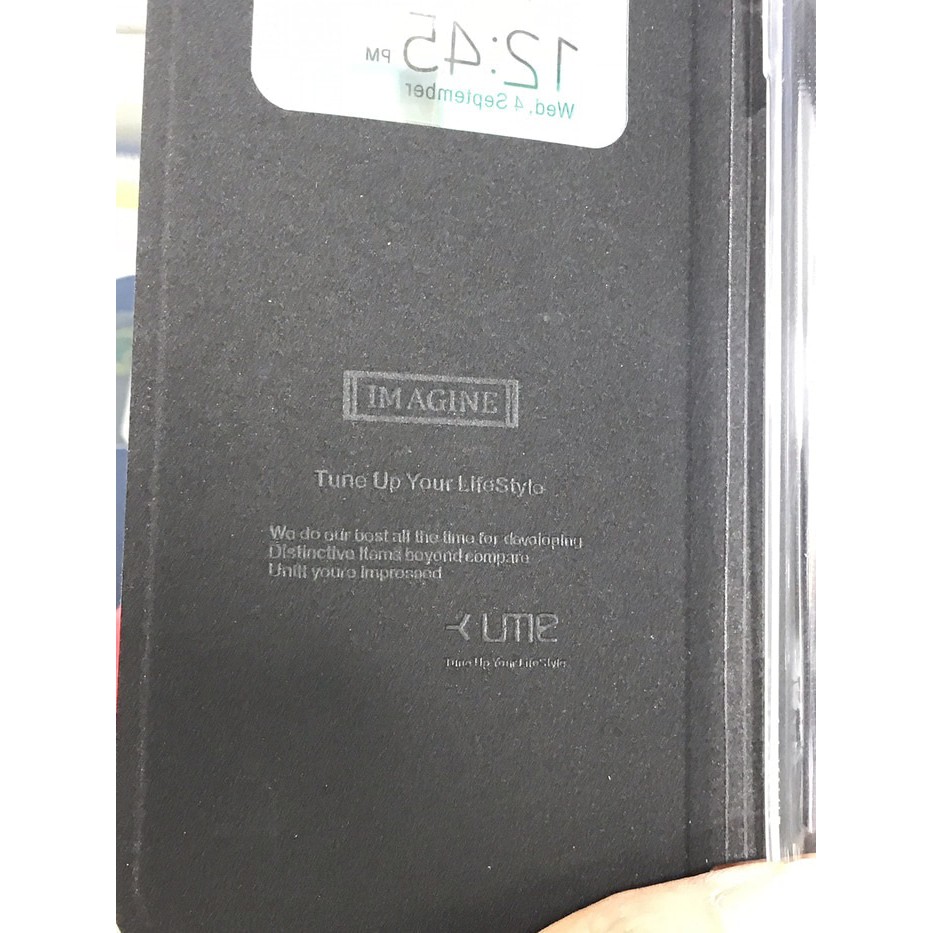 12:45 PM
Wed, 4 September
IMAGINE
Tune Up Your LifeStyle
We do our best all the time for developing
Distinctive Items beyond compare
Untill youre Impressed
UME
Tune Up Your LifeStyle